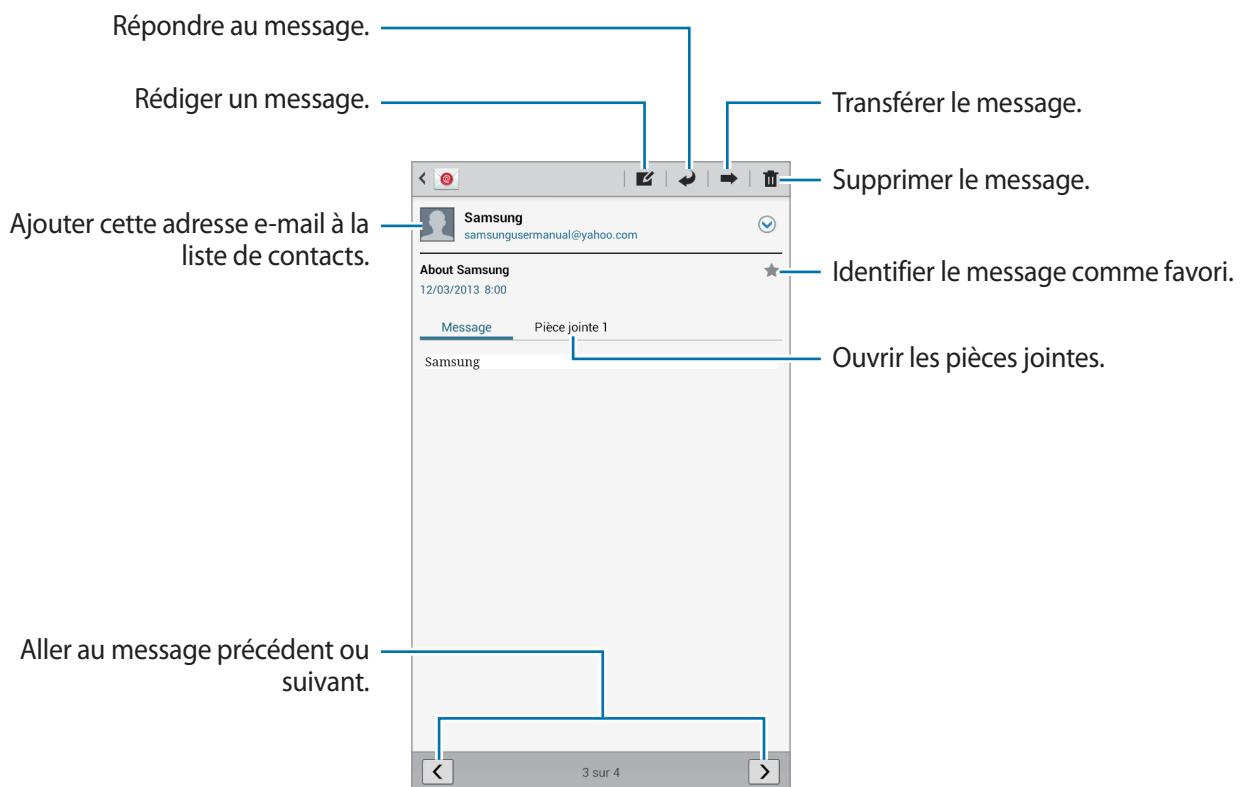 Répondre au message.
Rédiger un message.
Transférer le message.
Supprimer le message.
Ajouter cette adresse e-mail à la
liste de contacts.
Samsung
samsungusermanual@yahoo.com
About Samsung
12/03/2013 8:00
Identifier le message comme favori.
Message
Pièce jointe 1
Ouvrir les pièces jointes.
Samsung
Aller au message précédent ou
suivant.
3 sur 4